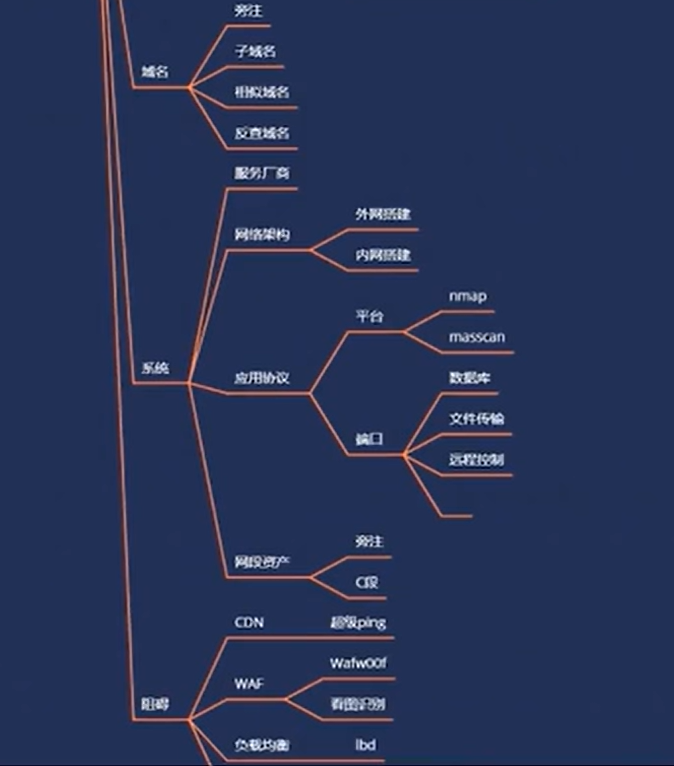 旁注
子域名
域名
相似域名
反查域名
服务厂商
外网搭建
网络架构
内网搭建
nmap
平台
masscan
系统
应用协议
数据库
文件传输
端口
远程控制
旁注
网段资产
C段
CDN 超级ping
Wafw00f
WAF
看图识别
阻碍
负载均衡 lbd